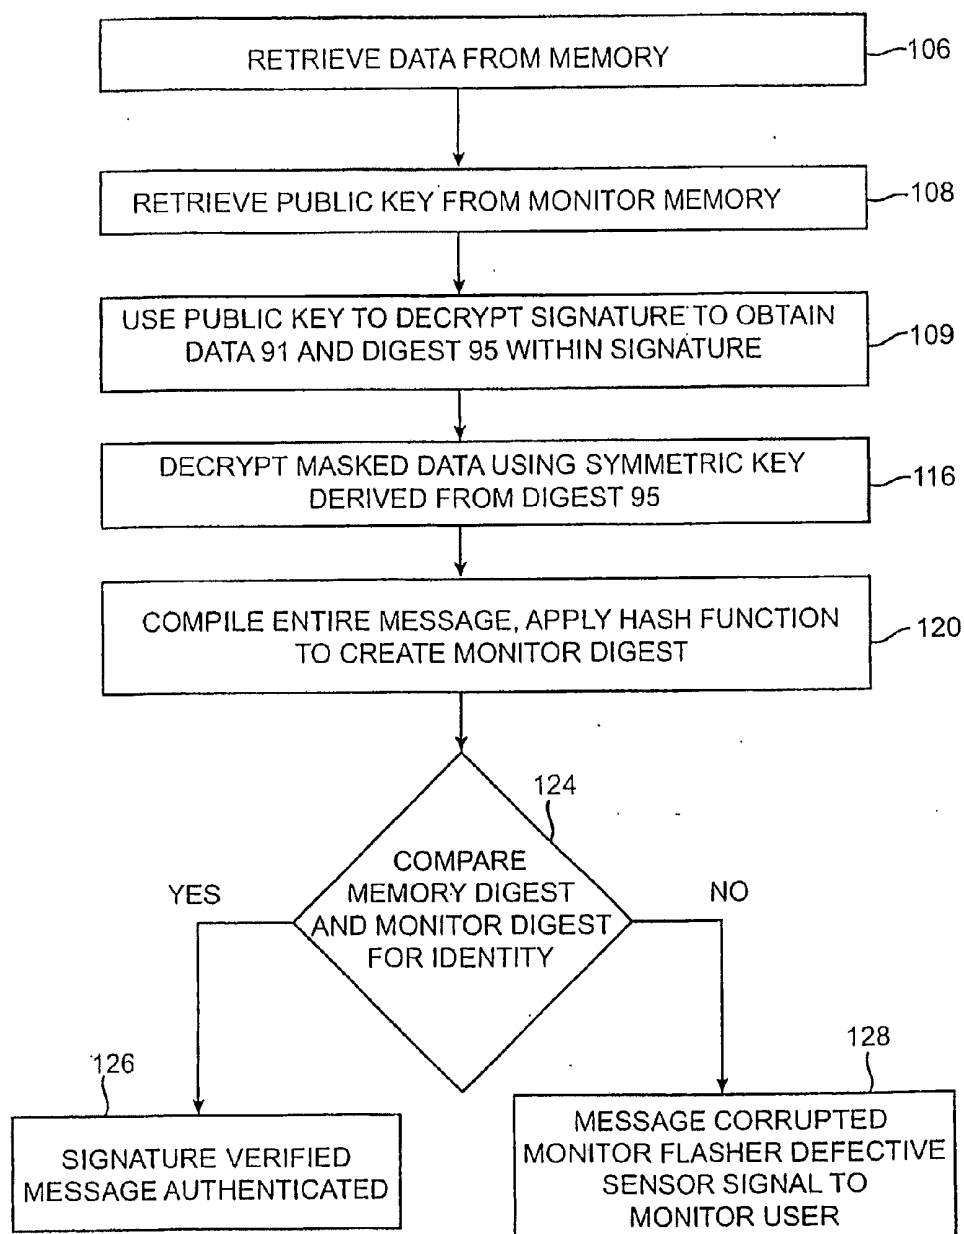 RETRIEVE DATA FROM MEMORY
106
RETRIEVE PUBLIC KEY FROM MONITOR MEMORY
108
USE PUBLIC KEY TO DECRYPT SIGNATURE TO OBTAIN
DATA 91 AND DIGEST 95 WITHIN SIGNATURE
109
DECRYPT MASKED DATA USING SYMMETRIC KEY
DERIVED FROM DIGEST 95
116
COMPILE ENTIRE MESSAGE, APPLY HASH FUNCTION
TO CREATE MONITOR DIGEST
120
124
COMPARE
MEMORY DIGEST
AND MONITOR DIGEST
FOR IDENTITY
YES
NO
126
SIGNATURE VERIFIED
MESSAGE AUTHENTICATED
128
MESSAGE CORRUPTED
MONITOR FLASHER DEFECTIVE
SENSOR SIGNAL TO
MONITOR USER